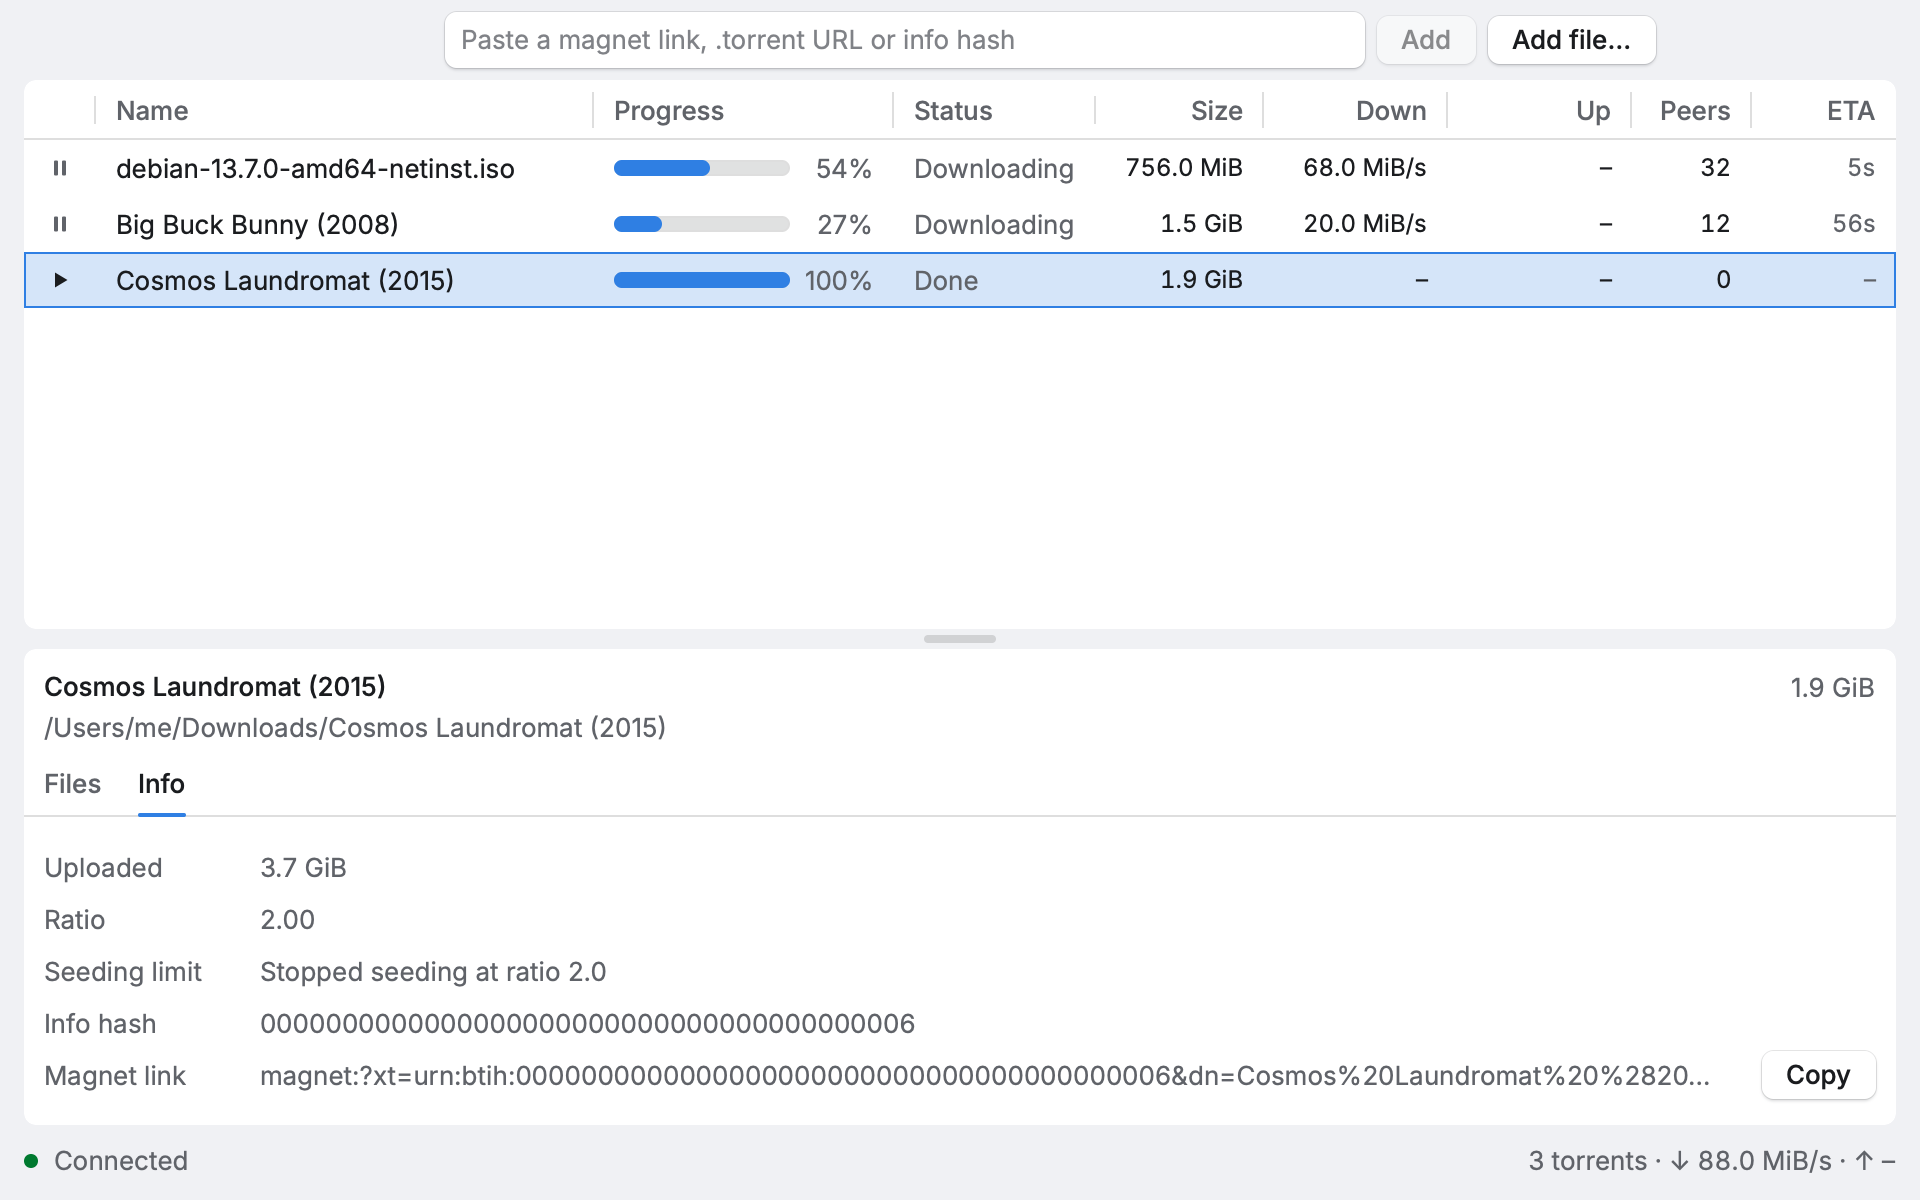 Paste a magnet link, .torrent URL or info hash Add Add file...
Name Progress Status Size Down Up Peers ETA
debian-13.7.0-amd64-netinst.iso 54% Downloading 756.0 MiB 68.0 MiB/s – 32 5s
Big Buck Bunny (2008) 27% Downloading 1.5 GiB 20.0 MiB/s – 12 56s
Cosmos Laundromat (2015) 100% Done 1.9 GiB – – 0 –
Cosmos Laundromat (2015) 1.9 GiB
/Users/me/Downloads/Cosmos Laundromat (2015)
Files Info
Uploaded 3.7 GiB
Ratio 2.00
Seeding limit Stopped seeding at ratio 2.0
Info hash 0000000000000000000000000000000000000006
Magnet link magnet:?xt=urn:btih:0000000000000000000000000000000000000006&dn=Cosmos%20Laundromat%20%2820... Copy
Connected 3 torrents · ↓ 88.0 MiB/s · ↑ –